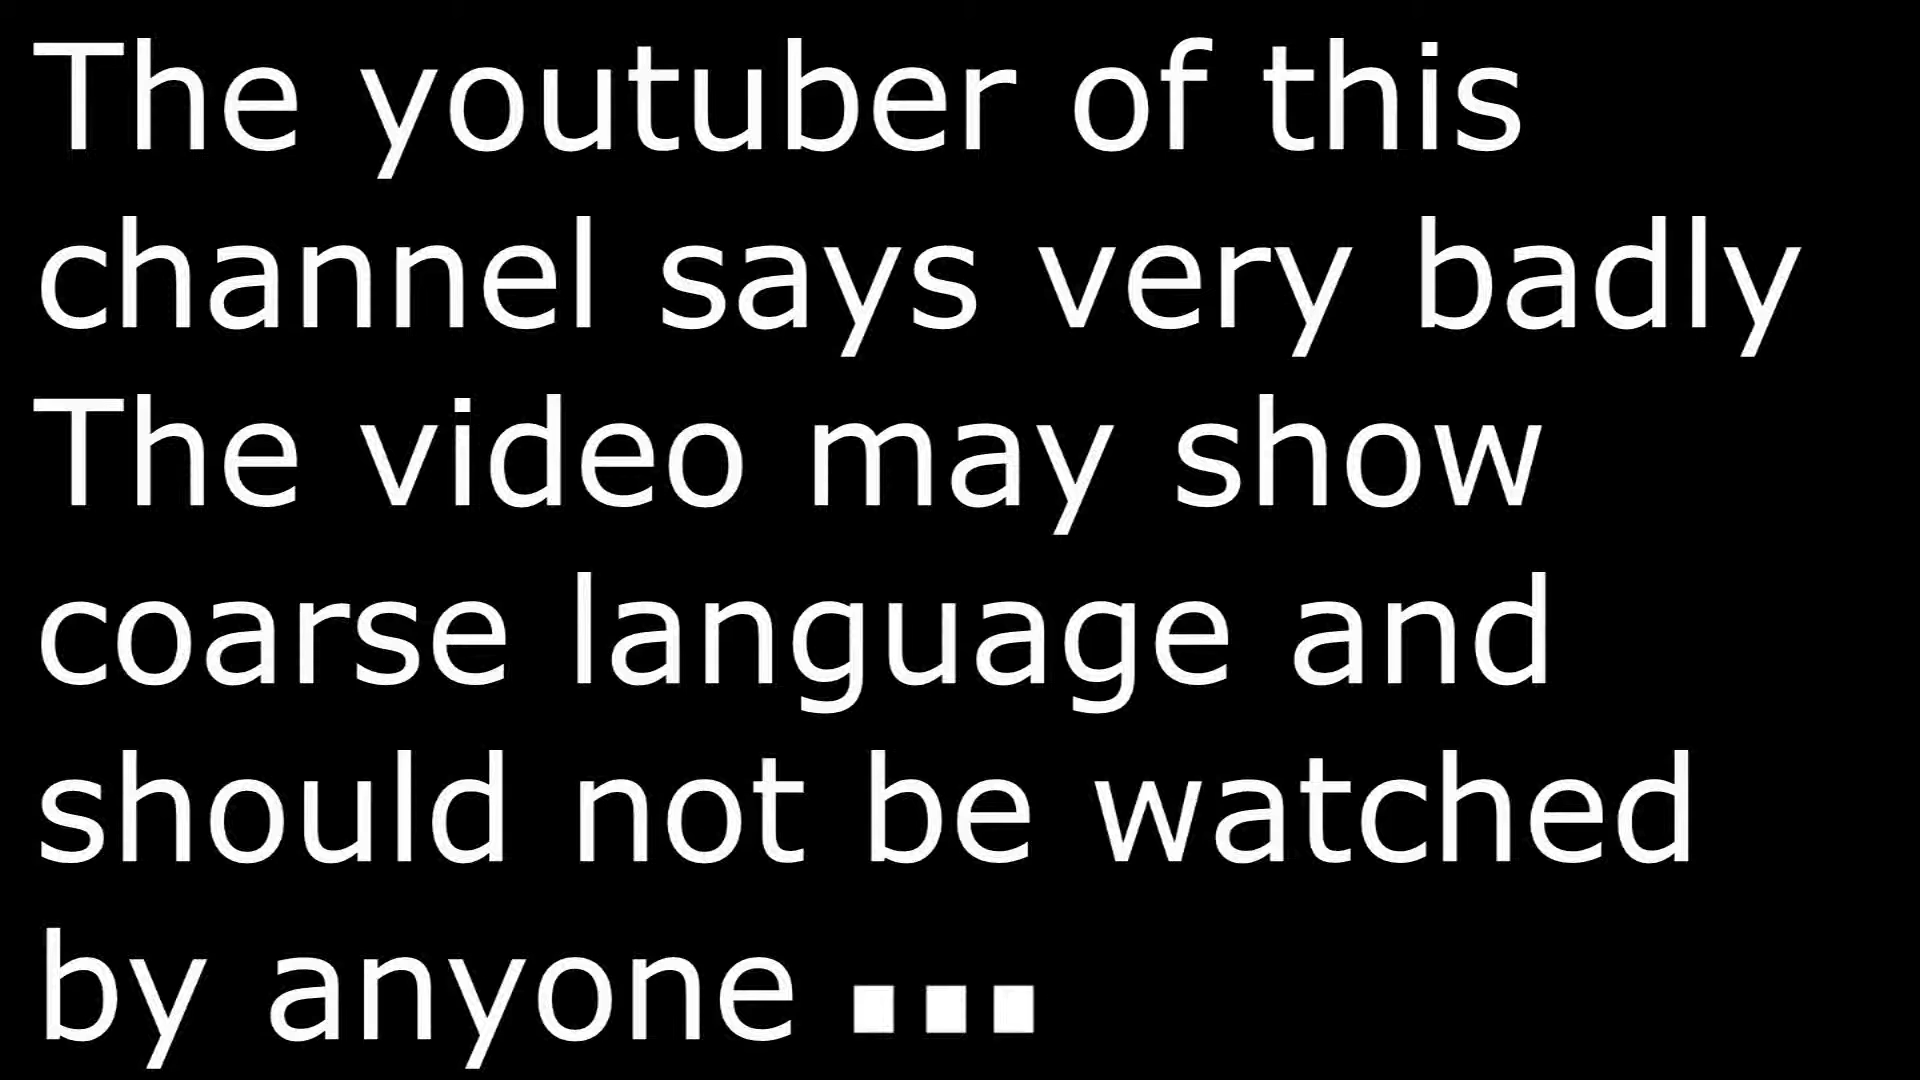 The youtuber of this
channel says very badly
The video may show
coarse language and
should not be watched
by anyone ...